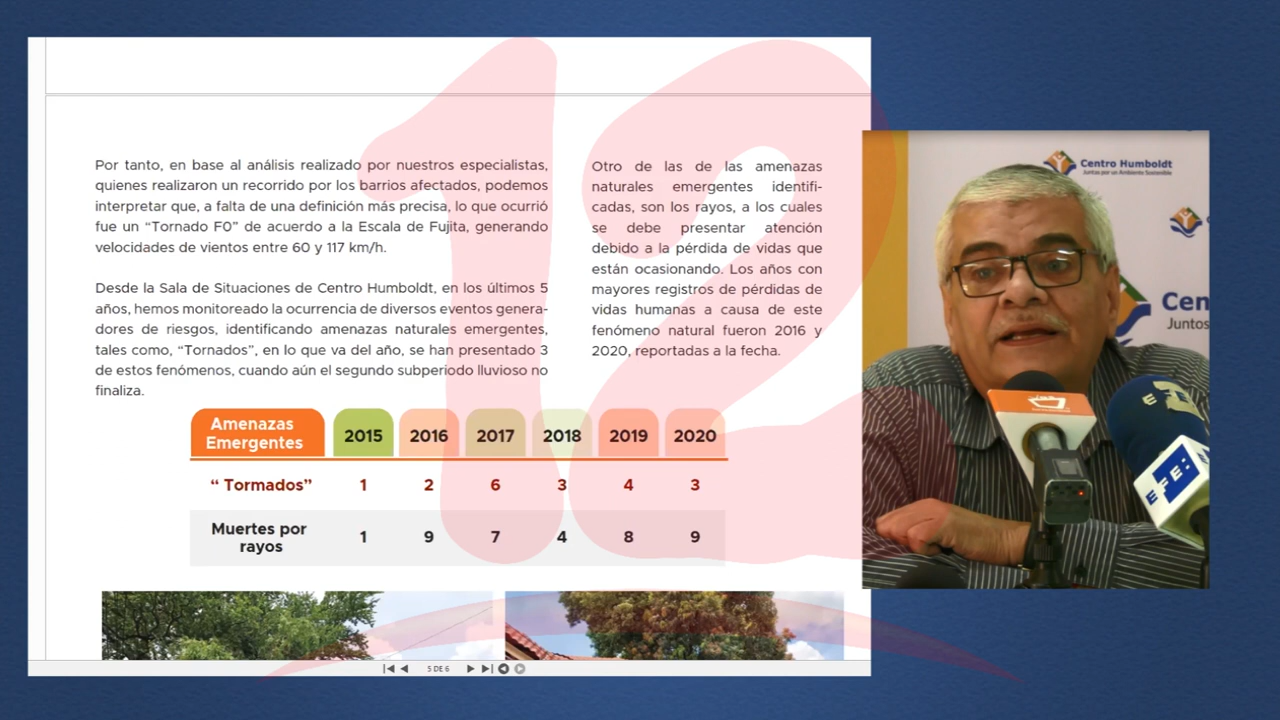 Por tanto, en base al análisis realizado por nuestros especialistas,
quienes realizaron un recorrido por los barrios afectados, podemos
interpretar que, a falta de una definición más precisa, lo que ocurrió
fue un “Tornado F0” de acuerdo a la Escala de Fujita, generando
velocidades de vientos entre 60 y 117 km/h.
Desde la Sala de Situaciones de Centro Humboldt, en los últimos 5
años, hemos monitoreado la ocurrencia de diversos eventos genera-
dores de riesgos, identificando amenazas naturales emergentes,
tales como, “Tornados”, en lo que va del año, se han presentado 3
de estos fenómenos, cuando aún el segundo subperiodo lluvioso no
finaliza.
Otro de las de las amenazas
naturales emergentes identifi-
cadas, son los rayos, a los cuales
se debe presentar atención
debido a la pérdida de vidas que
están ocasionando. Los años con
mayores registros de pérdidas de
vidas humanas a causa de este
fenómeno natural fueron 2016 y
2020, reportadas a la fecha.
Amenazas
Emergentes
2015 2016 2017 2018 2019 2020
“ Tormados” 1 2 6 3 4 3
Muertes por
rayos
1 9 7 4 8 9
5 DE 6
12
Centro Humboldt
Juntos por un Ambiente Sostenible
Cen
Juntos
EFE: